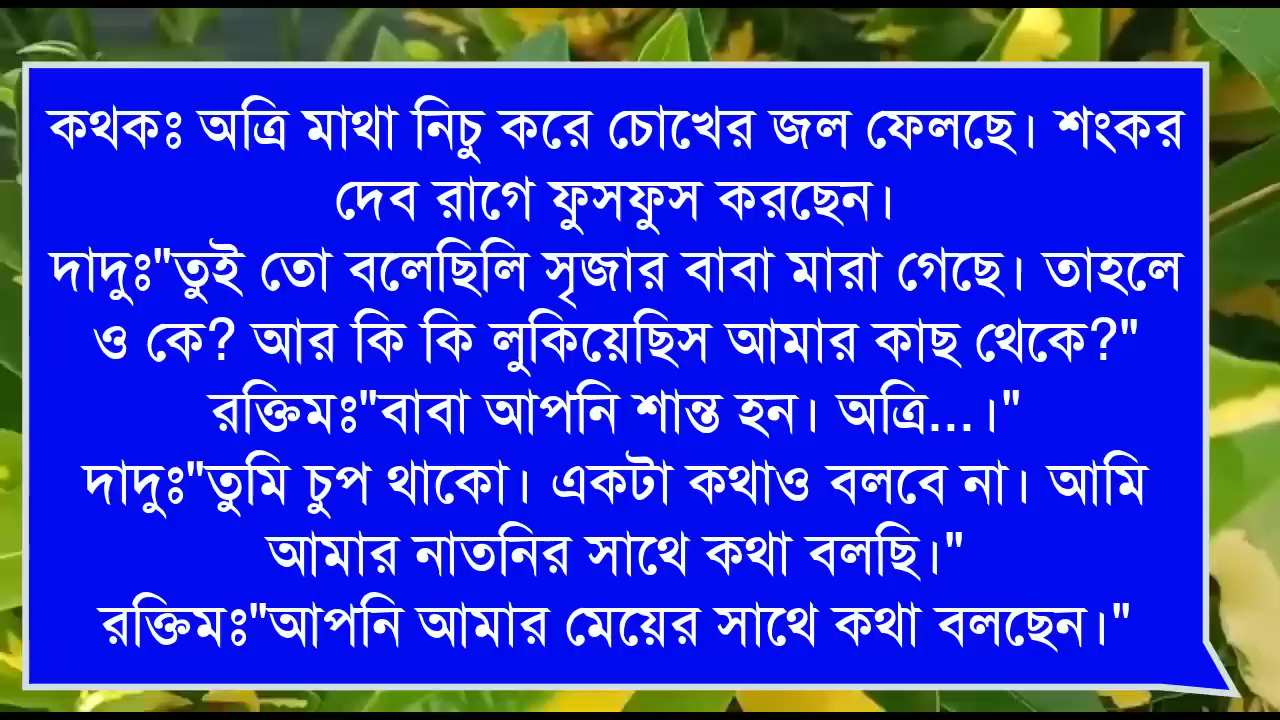 কথকঃ অত্রি মাথা নিচু করে চোখের জল ফেলছে। শংকর
দেব রাগে ফুসফুস করছেন।
দাদুঃ"তুই তো বলেছিলি সৃজার বাবা মারা গেছে। তাহলে
ও কে? আর কি কি লুকিয়েছিস আমার কাছ থেকে?"
রক্তিমঃ"বাবা আপনি শান্ত হন। অত্রি...।"
দাদুঃ"তুমি চুপ থাকো। একটা কথাও বলবে না। আমি
আমার নাতনির সাথে কথা বলছি।"
রক্তিমঃ"আপনি আমার মেয়ের সাথে কথা বলছেন।"